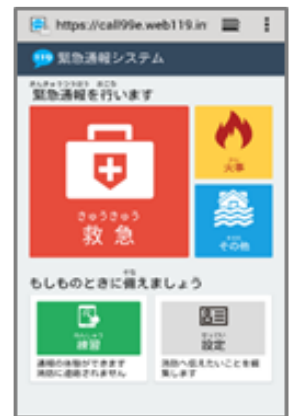 https://call99e.web119.in
119 緊急通報システム
きんきゅうつうほう おこな
緊急通報を行います
きゅうきゅう
救急
かさい
火事
た
その他
そな
もしものときに備えましょう
れんしゅう
練習
通報の体験ができます
消防に通報されません
せってい
設定
消防へ伝えたいことを編
集します